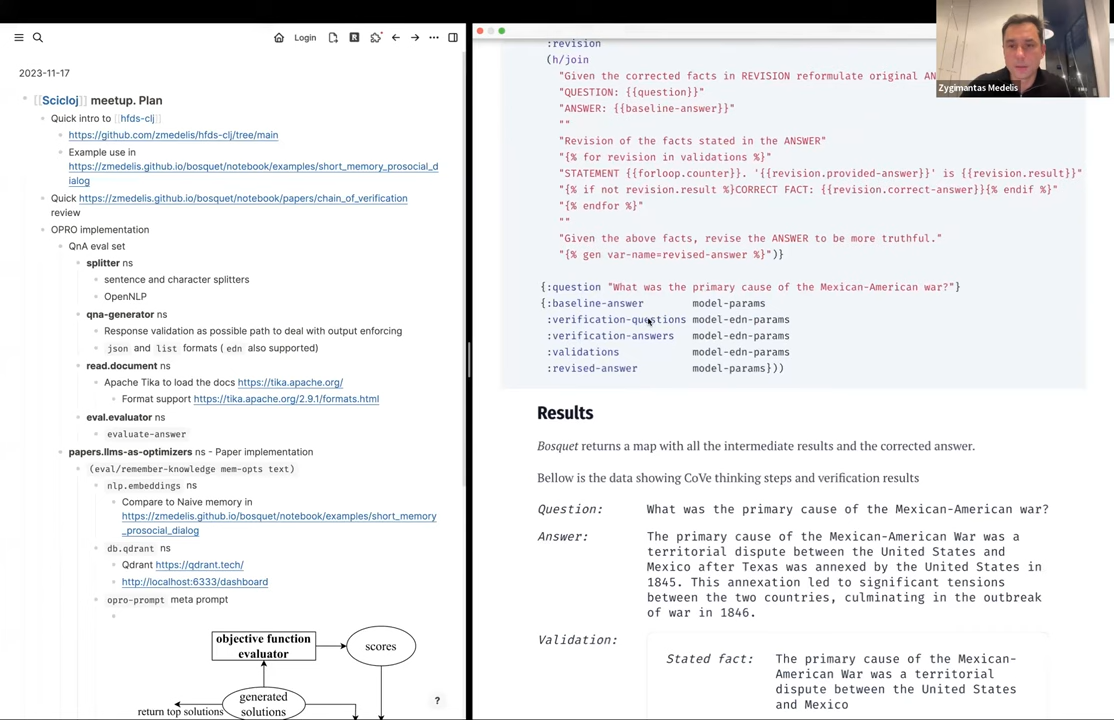 Login
2023-11-17
[[Scicloj]] meetup. Plan
Quick intro to [[hfds-clj]]
https://github.com/zmedelis/hfds-clj/tree/main
Example use in
https://zmedelis.github.io/bosquet/notebook/examples/short_memory_prosocial_d
ialog
Quick https://zmedelis.github.io/bosquet/notebook/papers/chain_of_verification
review
OPRO implementation
QnA eval set
splitter ns
sentence and character splitters
OpenNLP
qna-generator ns
Response validation as possible path to deal with output enforcing
json and list formats ( edn also supported)
read.document ns
Apache Tika to load the docs https://tika.apache.org/
Format support https://tika.apache.org/2.9.1/formats.html
eval.evaluator ns
evaluate-answer
papers.llms-as-optimizers ns - Paper implementation
(eval/remember-knowledge mem-opts text)
nlp.embeddings ns
Compare to Naive memory in
https://zmedelis.github.io/bosquet/notebook/examples/short_memory
_prosocial_dialog
db.qdrant ns
Qdrant https://qdrant.tech/
http://localhost:6333/dashboard
opro-prompt meta prompt
objective function
evaluator
scores
generated
solutions
return top solutions
?
:revision
(h/join
"Given the corrected facts in REVISION reformulate original AN
"QUESTION: {{question}}"
"ANSWER: {{baseline-answer}}"
""
"Revision of the facts stated in the ANSWER"
"{% for revision in validations %}"
"STATEMENT {{forloop.counter}}. '{{revision.provided-answer}}' is {{revision.result}}"
"{% if not revision.result %}CORRECT FACT: {{revision.correct-answer}}{% endif %}"
"{% endfor %}"
""
"Given the above facts, revise the ANSWER to be more truthful."
"{% gen var-name=revised-answer %}")}
{:question "What was the primary cause of the Mexican-American war?"}
{:baseline-answer model-params
:verification-questions model-edn-params
:verification-answers model-edn-params
:validations model-edn-params
:revised-answer model-params}))
Results
Bosquet returns a map with all the intermediate results and the corrected answer.
Bellow is the data showing CoVe thinking steps and verification results
Question: What was the primary cause of the Mexican-American war?
Answer: The primary cause of the Mexican-American War was a
territorial dispute between the United States and
Mexico after Texas was annexed by the United States in
1845. This annexation led to significant tensions
between the two countries, culminating in the outbreak
of war in 1846.
Validation:
Stated fact: The primary cause of the Mexican-
American War was a territorial
dispute between the United States
and Mexico
Zygimantas Medelis